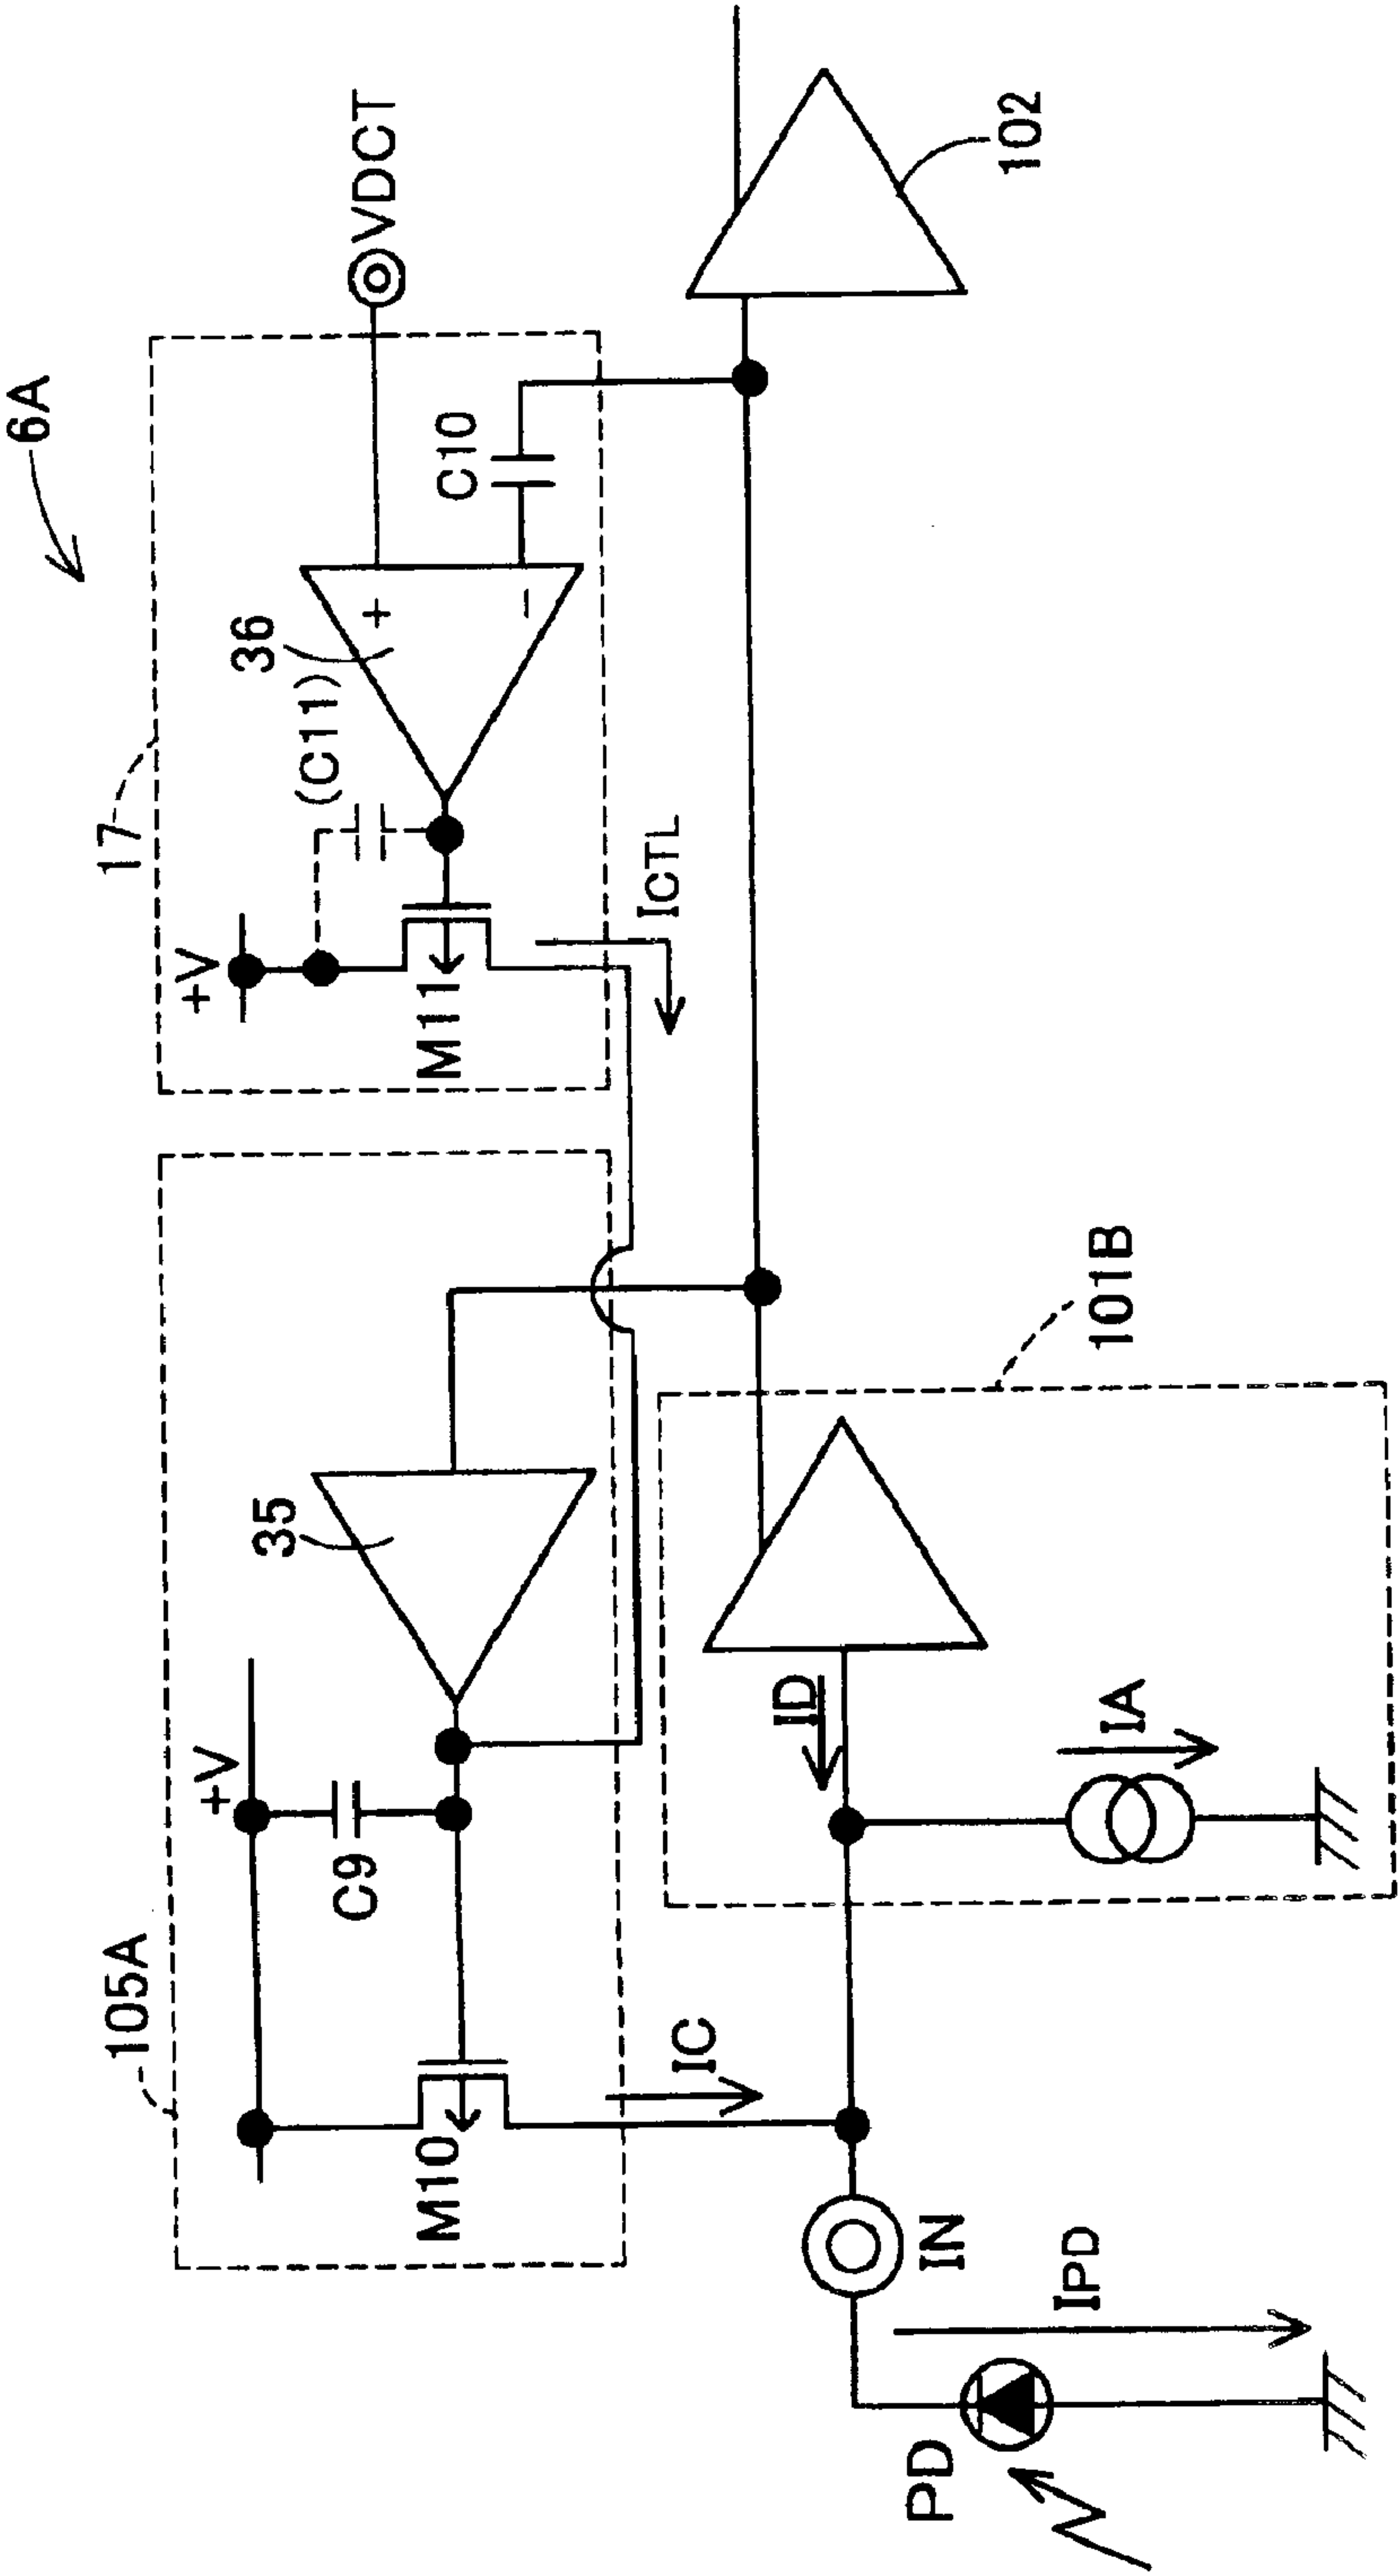 6A
17
+V
(C11)
36
+
−
C10
VDCT
M11
ICTL
105A
+V
C9
35
M10
IC
101B
ID
IA
102
IN
PD
IPD